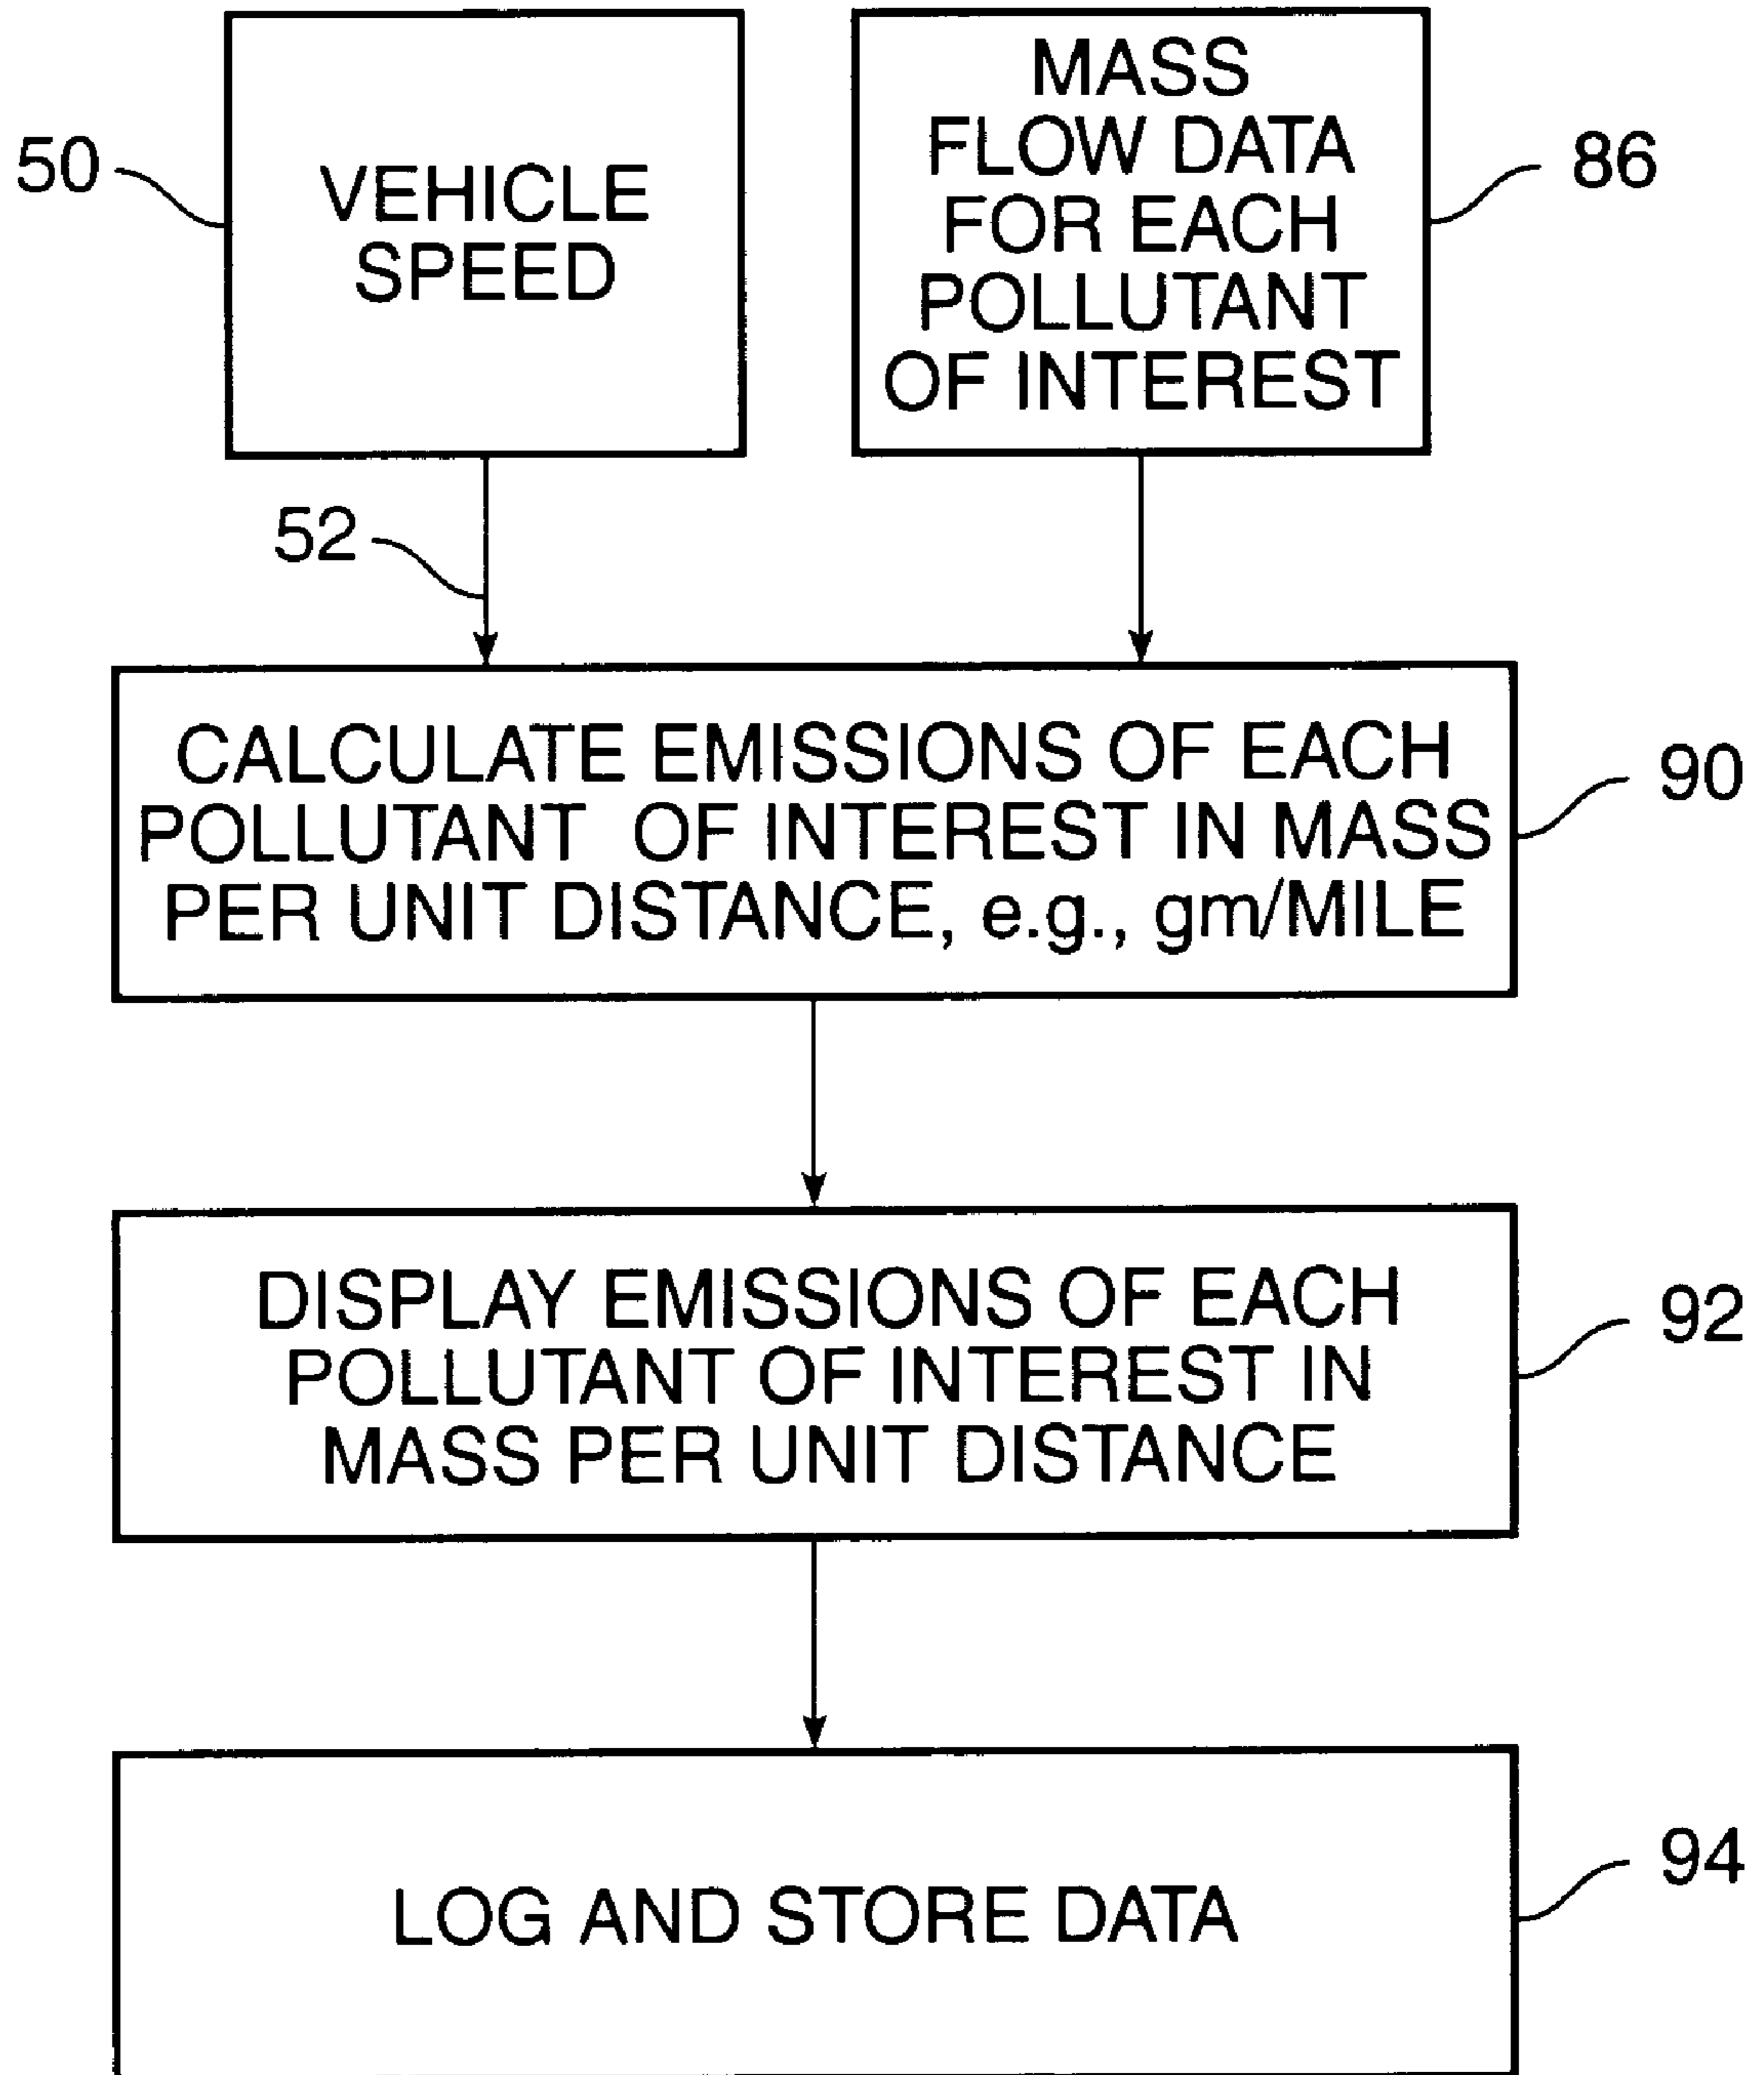 50
VEHICLE
SPEED
MASS
FLOW DATA
FOR EACH
POLLUTANT
OF INTEREST
86
52
CALCULATE EMISSIONS OF EACH
POLLUTANT OF INTEREST IN MASS
PER UNIT DISTANCE, e.g., gm/MILE
90
DISPLAY EMISSIONS OF EACH
POLLUTANT OF INTEREST IN
MASS PER UNIT DISTANCE
92
LOG AND STORE DATA
94